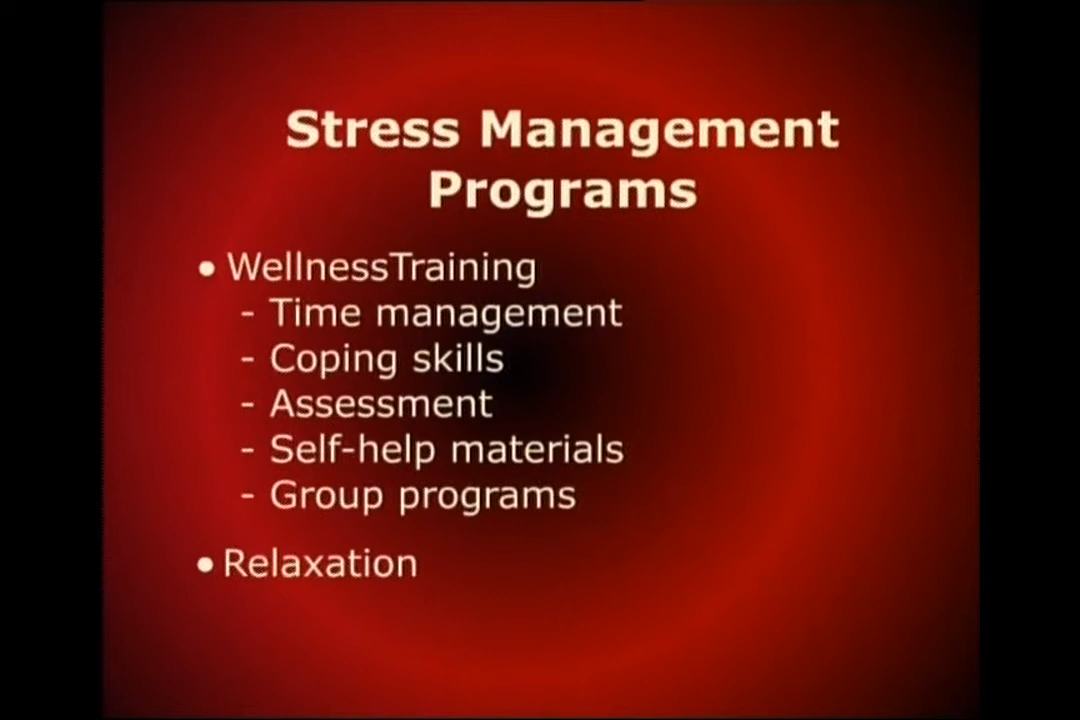 Stress Management
Programs
• WellnessTraining
- Time management
- Coping skills
- Assessment
- Self-help materials
- Group programs
• Relaxation